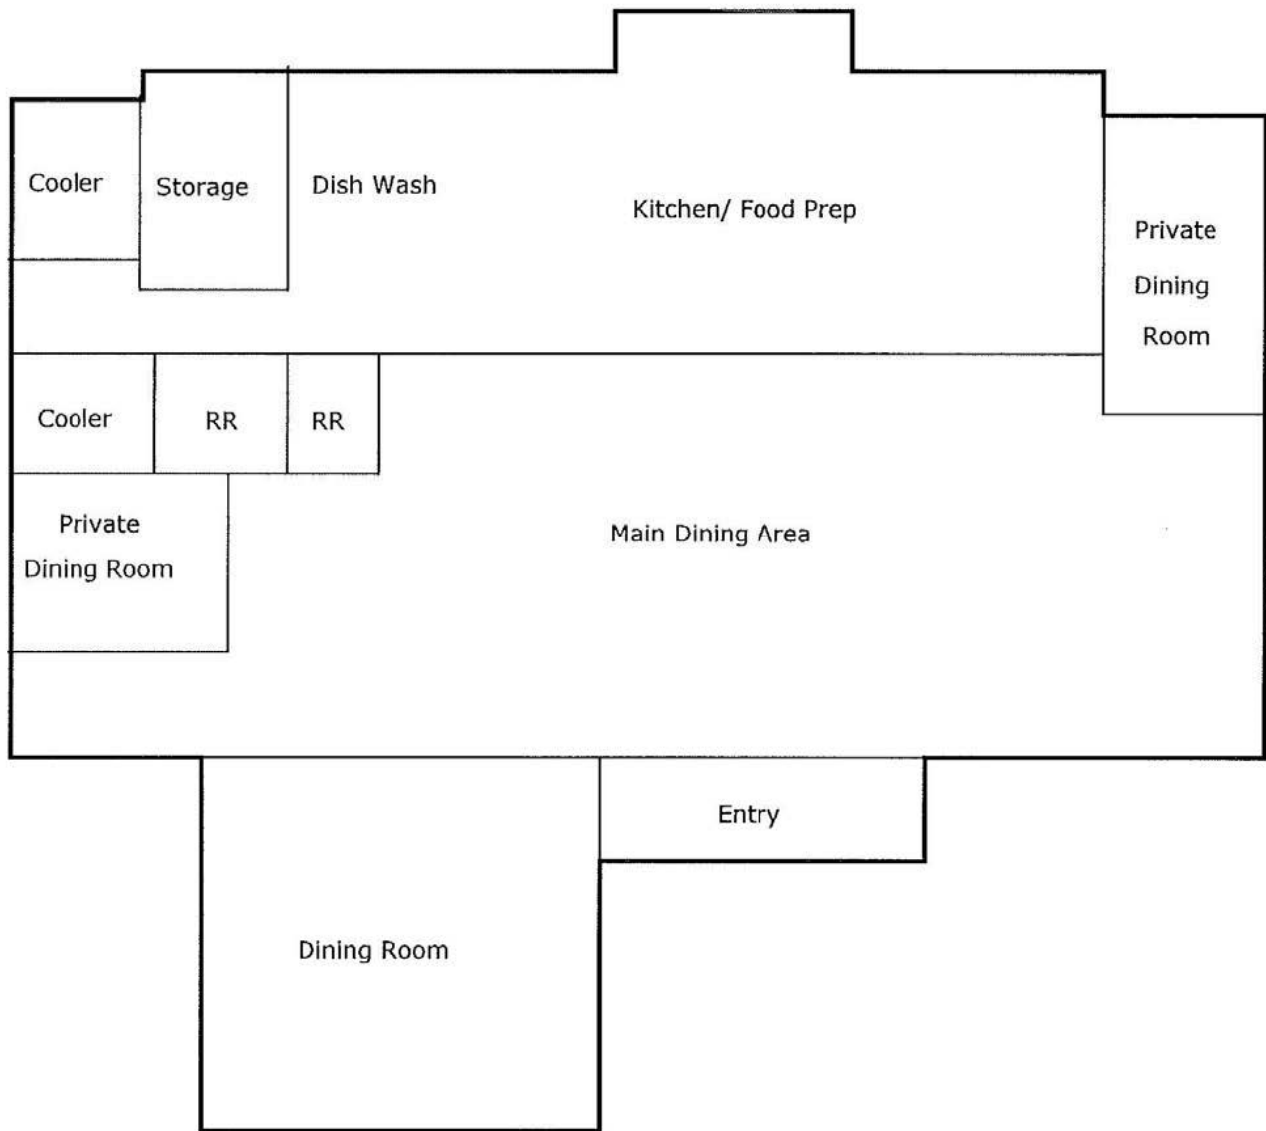 Cooler
Storage
Dish Wash
Kitchen/ Food Prep
Private
Dining
Room
Cooler
RR
RR
Private
Dining Room
Main Dining Area
Entry
Dining Room